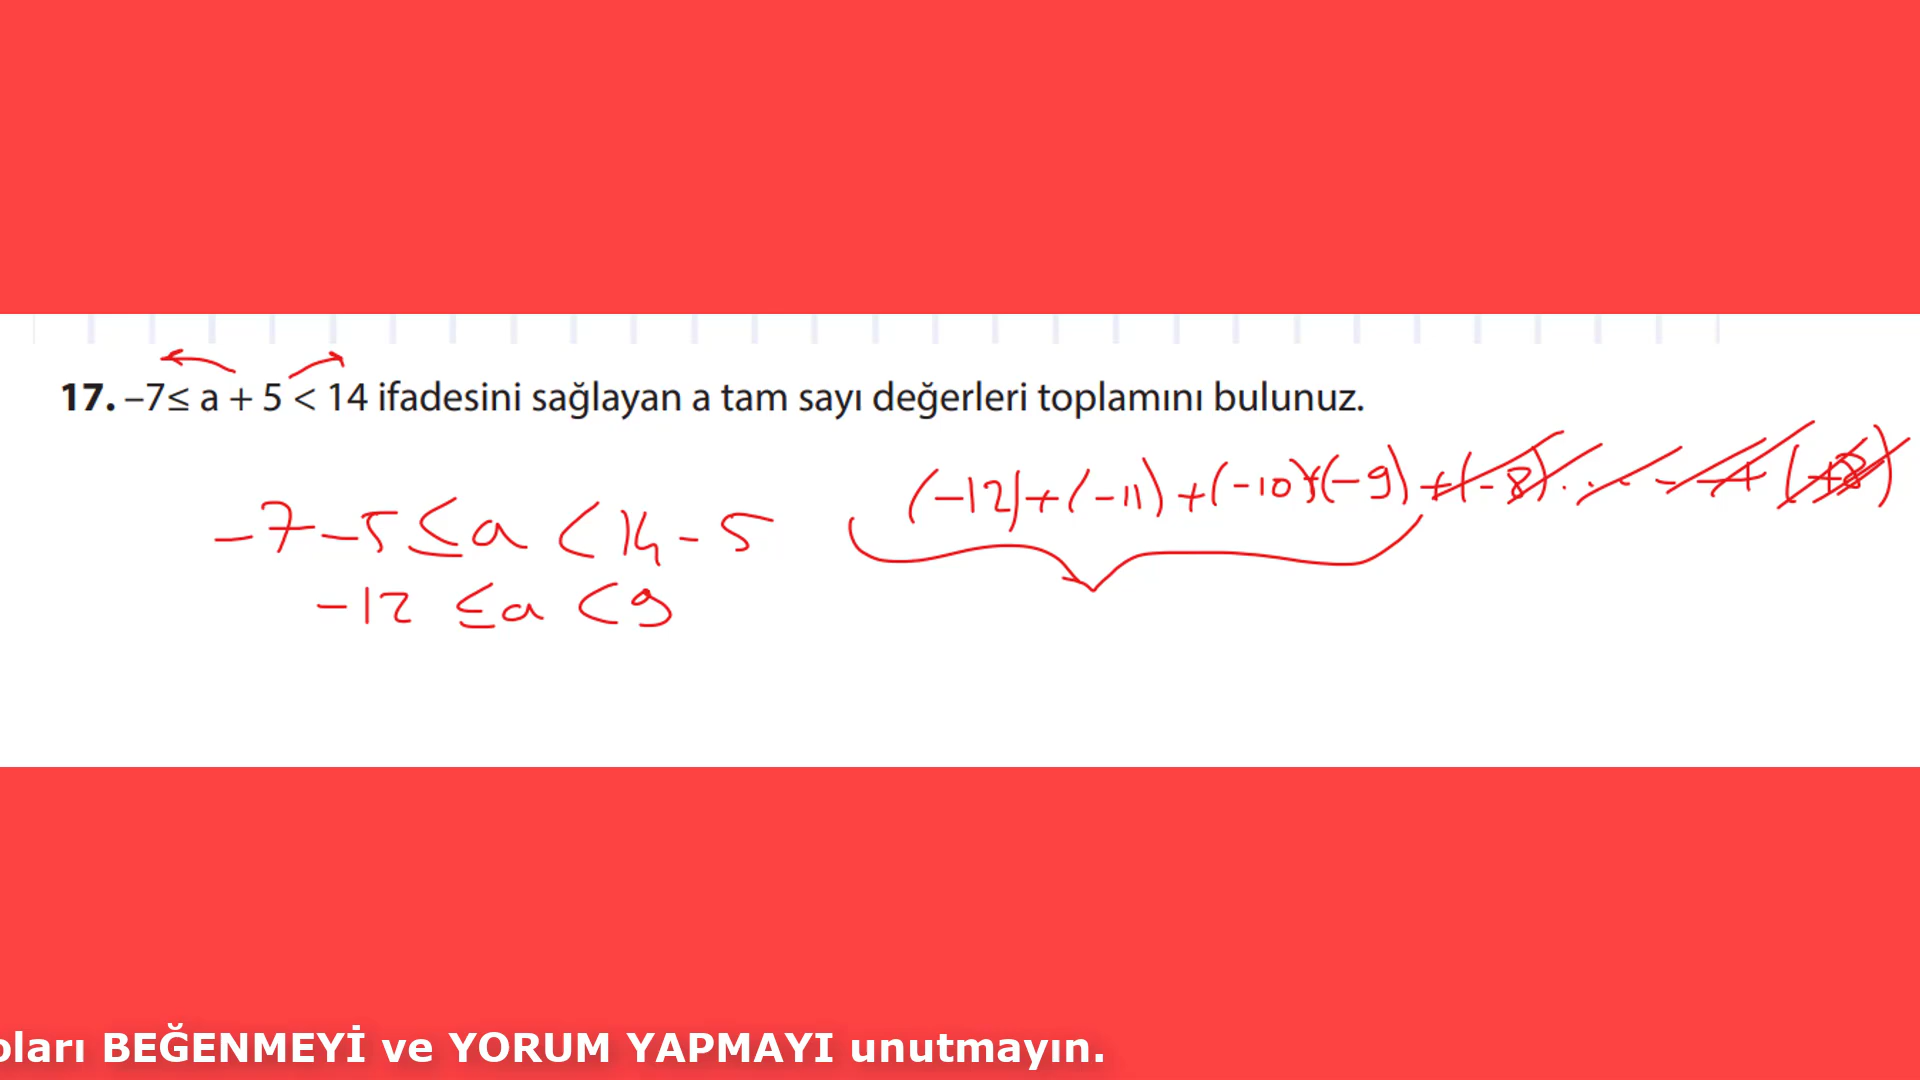 17. –7≤ a + 5 < 14 ifadesini sağlayan a tam sayı değerleri toplamını bulunuz.
(-12)+(-11)+(-10)+(-9)+(-8)....+(+8)
-7-5≤a<14-5
-12≤a<9
BEĞENMEYİ ve YORUM YAPMAYI unutmayın.